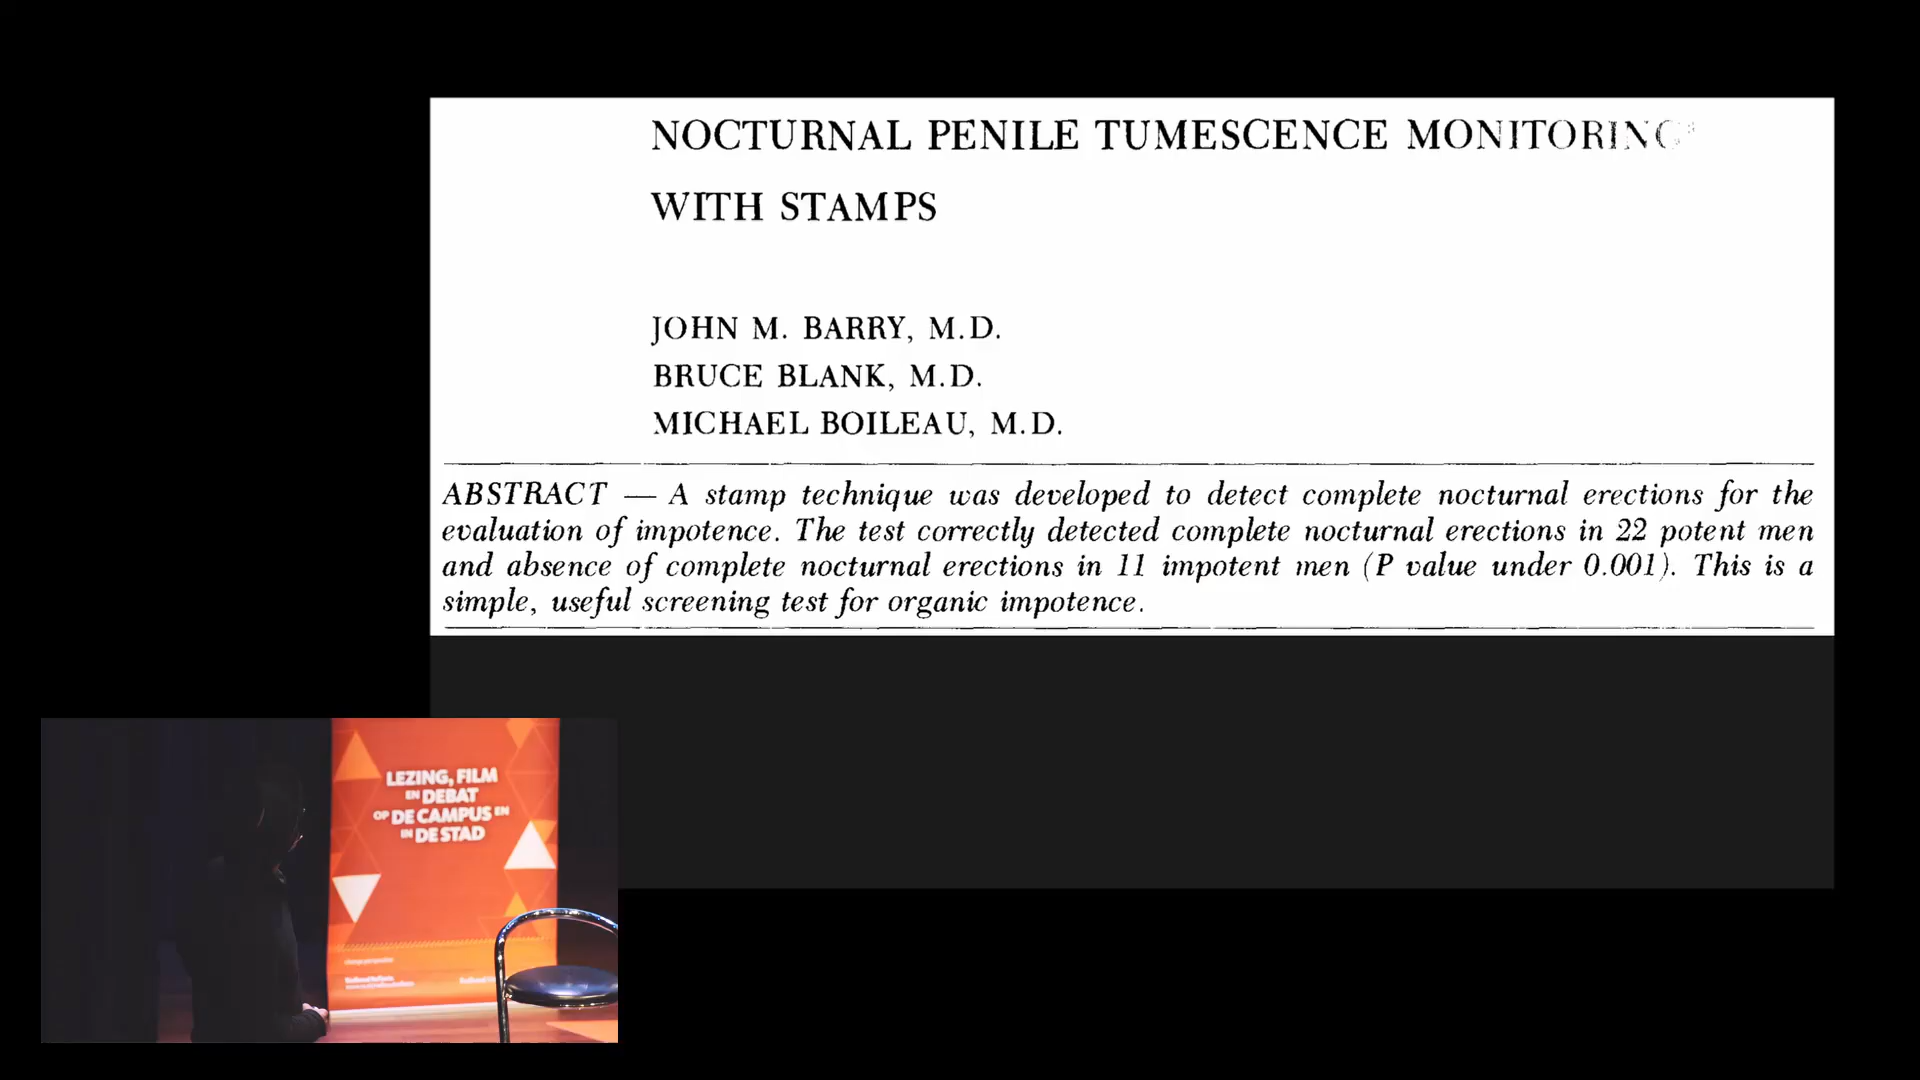 NOCTURNAL PENILE TUMESCENCE MONITORING*
WITH STAMPS
JOHN M. BARRY, M.D.
BRUCE BLANK, M.D.
MICHAEL BOILEAU, M.D.
ABSTRACT — A stamp technique was developed to detect complete nocturnal erections for the
evaluation of impotence. The test correctly detected complete nocturnal erections in 22 potent men
and absence of complete nocturnal erections in 11 impotent men (P value under 0.001). This is a
simple, useful screening test for organic impotence.
LEZING, FILM
EN DEBAT
OP DE CAMPUS EN
IN DE STAD